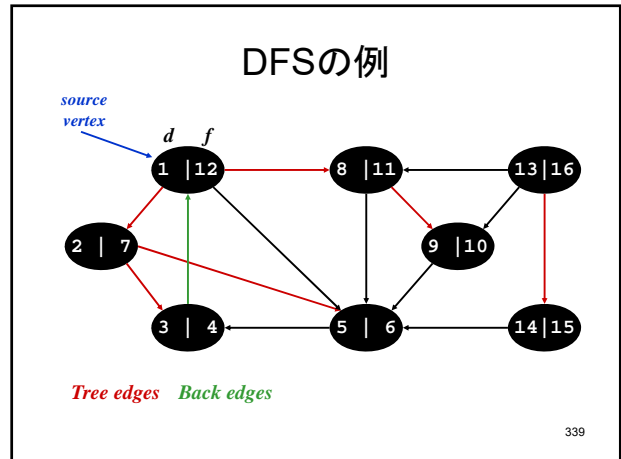 DFSの例
source
vertex
d f
1 |12
8 |11
13|16
2 | 7
9 |10
3 | 4
5 | 6
14|15
Tree edges Back edges
339